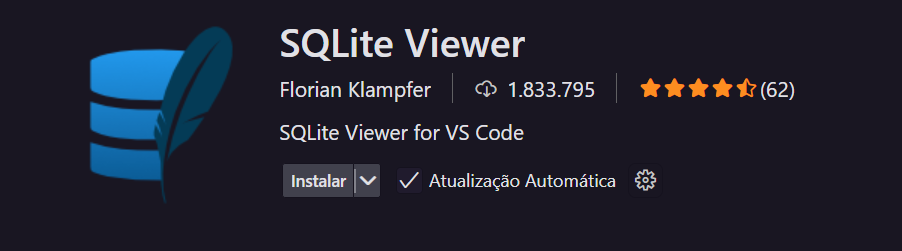 SQLite Viewer
Florian Klampfer 1.833.795 (62)
SQLite Viewer for VS Code
Instalar Atualização Automática